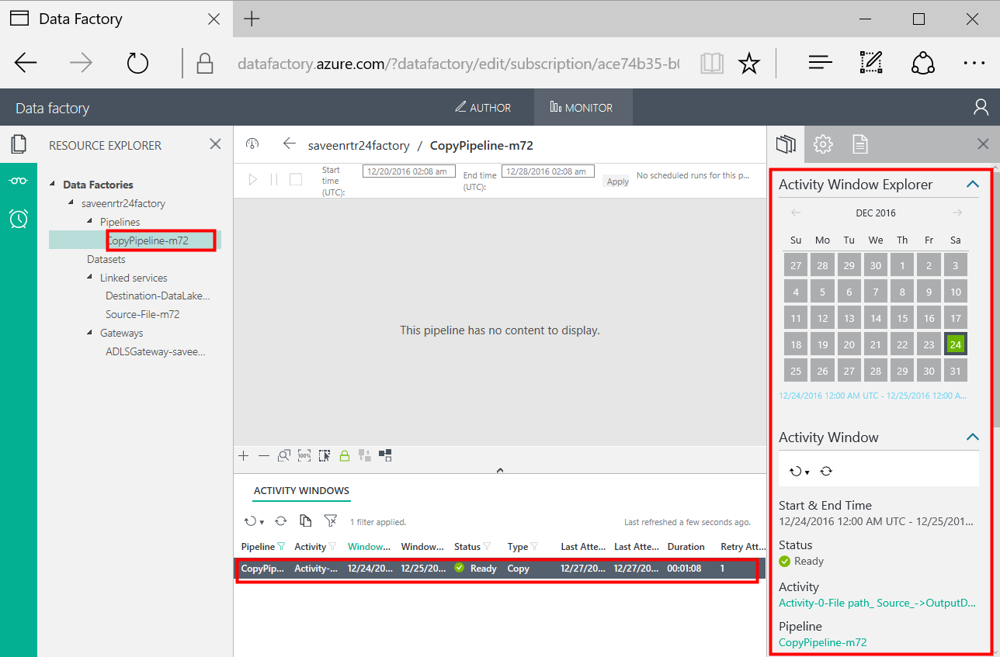 Data Factory
datafactory.azure.com/?datafactory/edit/subscription/ace74b35-b
Data factory
AUTHOR
MONITOR
RESOURCE EXPLORER
Data Factories
saveenrtr24factory
Pipelines
CopyPipeline-m72
Datasets
Linked services
Destination-DataLake...
Source-File-m72
Gateways
ADLSGateway-savee...
saveenrtr24factory / CopyPipeline-m72
Start time (UTC):
12/20/2016 02:08 am
End time (UTC):
12/28/2016 02:08 am
Apply
No scheduled runs for this p...
This pipeline has no content to display.
100%
ACTIVITY WINDOWS
1 filter applied.
Last refreshed a few seconds ago.
Pipeline Activity Window... Window... Status Type Last Atte... Last Atte... Duration Retry Att...
CopyPip... Activity-... 12/24/20... 12/25/20... Ready Copy 12/27/20... 12/27/20... 00:01:08 1
Activity Window Explorer
DEC 2016
Su Mo Tu We Th Fr Sa
27 28 29 30 1 2 3
4 5 6 7 8 9 10
11 12 13 14 15 16 17
18 19 20 21 22 23 24
25 26 27 28 29 30 31
12/24/2016 12:00 AM UTC - 12/25/2016 12:00 A...
Activity Window
Start & End Time
12/24/2016 12:00 AM UTC - 12/25/201...
Status
Ready
Activity
Activity-0-File path_ Source_->OutputD...
Pipeline
CopyPipeline-m72